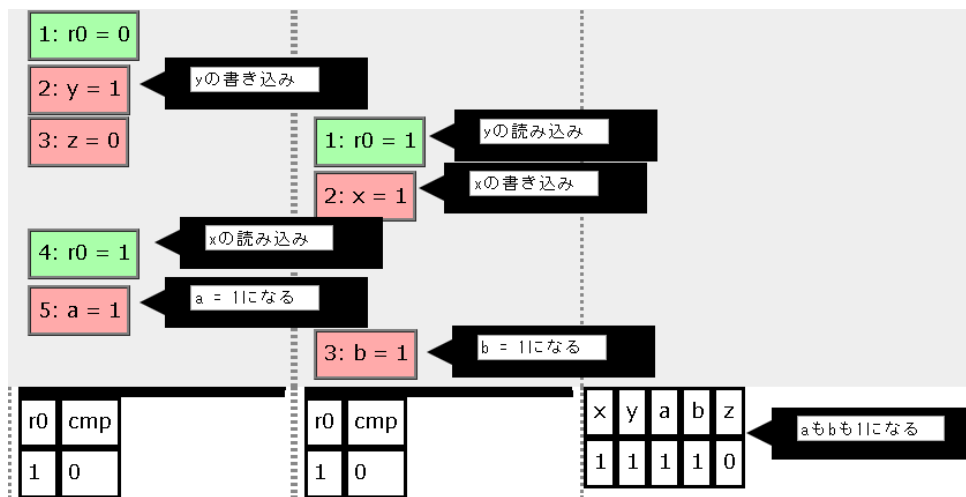 1: r0 = 0
2: y = 1
yの書き込み
3: z = 0
1: r0 = 1
yの読み込み
2: x = 1
xの書き込み
4: r0 = 1
xの読み込み
5: a = 1
a = 1になる
3: b = 1
b = 1になる
r0 cmp
1 0
r0 cmp
1 0
x y a b z
1 1 1 1 0
aもbも1になる